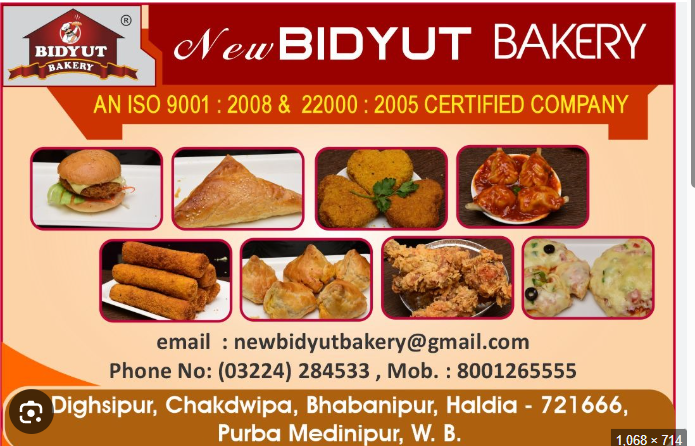 BIDYUT
BAKERY
®
New BIDYUT BAKERY
AN ISO 9001 : 2008 & 22000 : 2005 CERTIFIED COMPANY
email : newbidyutbakery@gmail.com
Phone No: (03224) 284533 , Mob. : 8001265555
Dighsipur, Chakdwipa, Bhabanipur, Haldia - 721666,
Purba Medinipur, W. B.
1,068 × 714